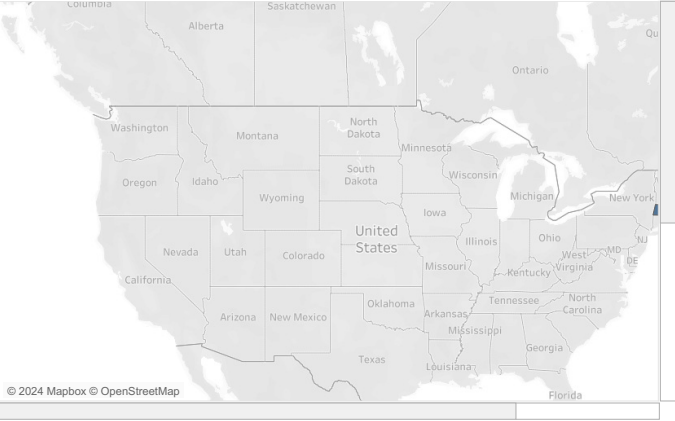 Columbia
Saskatchewan
Alberta
Qu
Ontario
Washington
North
Dakota
Montana
Minnesota
Oregon
Idaho
South
Dakota
Wisconsin
Michigan
New York
Wyoming
Iowa
United
States
Nevada
Utah
Colorado
Illinois
Ohio
NJ
MD
DE
West
Virginia
California
Missouri
Kentucky
Arizona
New Mexico
Oklahoma
Arkansas
Tennessee
North
Carolina
Mississippi
Texas
Georgia
Louisiana
Florida
© 2024 Mapbox © OpenStreetMap